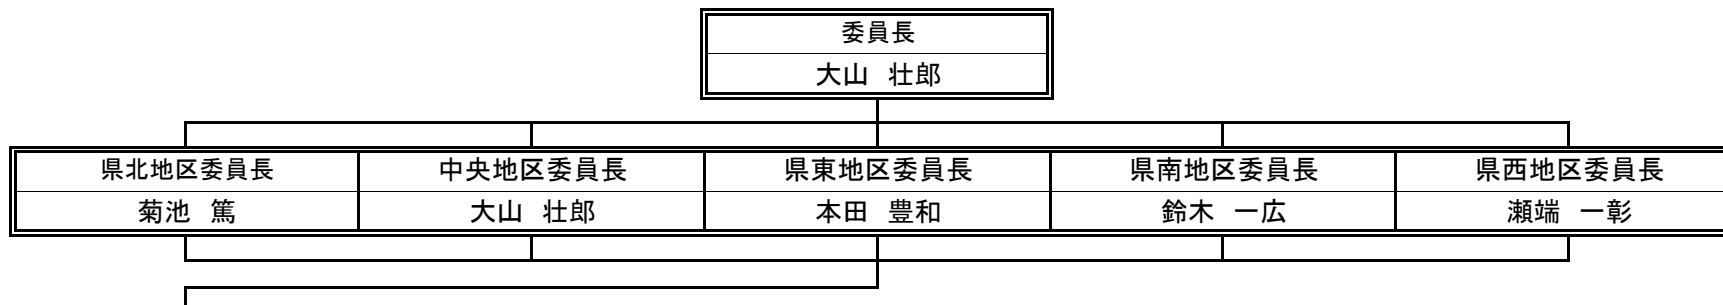 委員長
大山 壮郎
県北地区委員長 中央地区委員長 県東地区委員長 県南地区委員長 県西地区委員長
菊池 篤 大山 壮郎 本田 豊和 鈴木 一広 瀬端 一彰